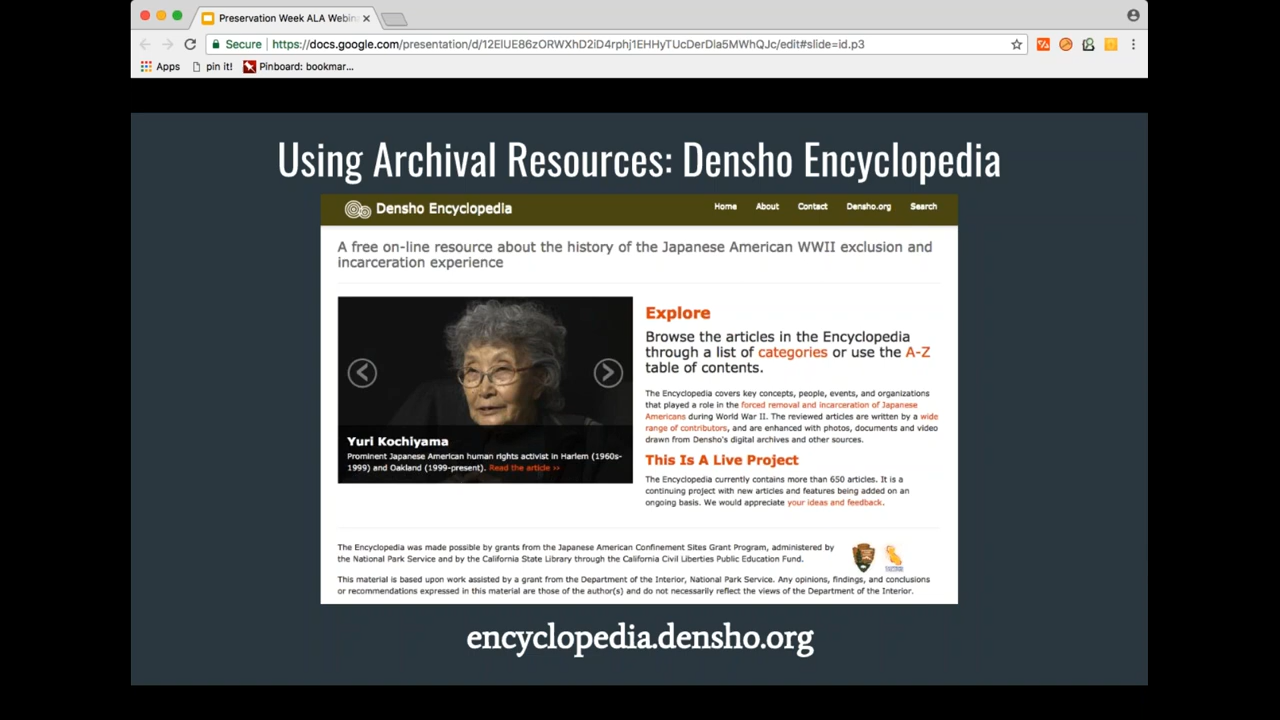 Preservation Week ALA Webin
Secure
https://docs.google.com/presentation/d/12ElUE86zORWXhD2iD4rphj1EHHyTUcDerDla5MWhQJc/edit#slide=id.p3
Apps pin it! Pinboard: bookmar...
Using Archival Resources: Densho Encyclopedia
Densho Encyclopedia
Home About Contact Densho.org Search
A free on-line resource about the history of the Japanese American WWII exclusion and
incarceration experience
Yuri Kochiyama
Prominent Japanese American human rights activist in Harlem (1960s-
1999) and Oakland (1999-present). Read the article >>
Explore
Browse the articles in the Encyclopedia
through a list of categories or use the A-Z
table of contents.
The Encyclopedia covers key concepts, people, events, and organizations
that played a role in the forced removal and incarceration of Japanese
Americans during World War II. The reviewed articles are written by a wide
range of contributors, and are enhanced with photos, documents and video
drawn from Densho's digital archives and other sources.
This Is A Live Project
The Encyclopedia currently contains more than 650 articles. It is a
continuing project with new articles and features being added on an
ongoing basis. We would appreciate your ideas and feedback.
The Encyclopedia was made possible by grants from the Japanese American Confinement Sites Grant Program, administered by
the National Park Service and by the California State Library through the California Civil Liberties Public Education Fund.
This material is based upon work assisted by a grant from the Department of the Interior, National Park Service. Any opinions, findings, and conclusions
or recommendations expressed in this material are those of the author(s) and do not necessarily reflect the views of the Department of the Interior.
encyclopedia.densho.org